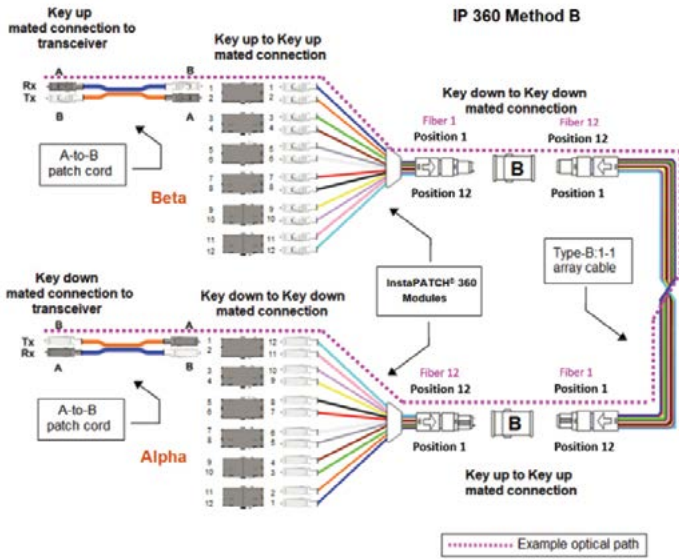 IP 360 Method B
Key up
mated connection to
transceiver
Key up to Key up
mated connection
A
B
Rx
Tx
B
A
A-to-B
patch cord
Beta
1 1
2 2
3 3
4 4
5 5
6 6
7 7
8 8
9 9
10 10
11 11
12 12
Key down to Key down
mated connection
Fiber 1
Position 1
Fiber 12
Position 12
B
Position 12
Position 1
InstaPATCH® 360
Modules
Type-B:1-1
array cable
Key down
mated connection to
transceiver
Key down to Key down
mated connection
B
A
Tx
Rx
A
B
A-to-B
patch cord
Alpha
1 12
2 11
3 10
4 9
5 8
6 7
7 6
8 5
9 4
10 3
11 2
12 1
Fiber 12
Position 12
Fiber 1
Position 1
B
Position 1
Position 12
Key up to Key up
mated connection
Example optical path